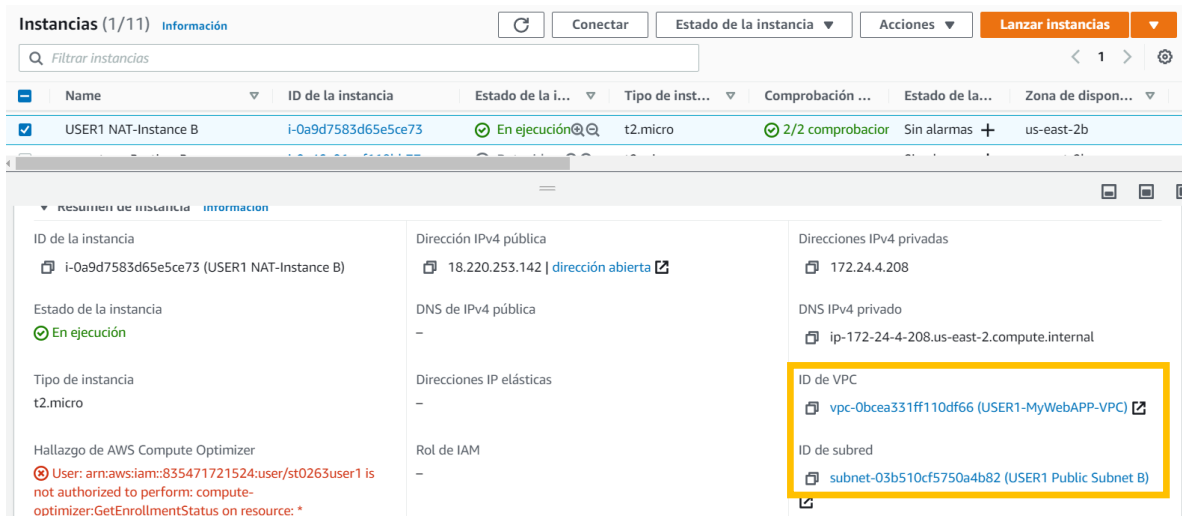 Instancias (1/11) Información Conectar Estado de la instancia Acciones Lanzar instancias
Filtrar instancias 1
Name ID de la instancia Estado de la i... Tipo de inst... Comprobación ... Estado de la... Zona de dispon...
USER1 NAT-Instance B i-0a9d7583d65e5ce73 En ejecución t2.micro 2/2 comprobacior Sin alarmas + us-east-2b
Resumen de instancia Información
ID de la instancia Dirección IPv4 pública Direcciones IPv4 privadas
i-0a9d7583d65e5ce73 (USER1 NAT-Instance B) 18.220.253.142 | dirección abierta 172.24.4.208
Estado de la instancia DNS de IPv4 pública DNS IPv4 privado
En ejecución – ip-172-24-4-208.us-east-2.compute.internal
Tipo de instancia Direcciones IP elásticas ID de VPC
t2.micro – vpc-0bcea331ff110df66 (USER1-MyWebAPP-VPC)
Hallazgo de AWS Compute Optimizer Rol de IAM ID de subred
User: arn:aws:iam::835471721524:user/st0263user1 is – subnet-03b510cf5750a4b82 (USER1 Public Subnet B)
not authorized to perform: compute-
optimizer:GetEnrollmentStatus on resource: *